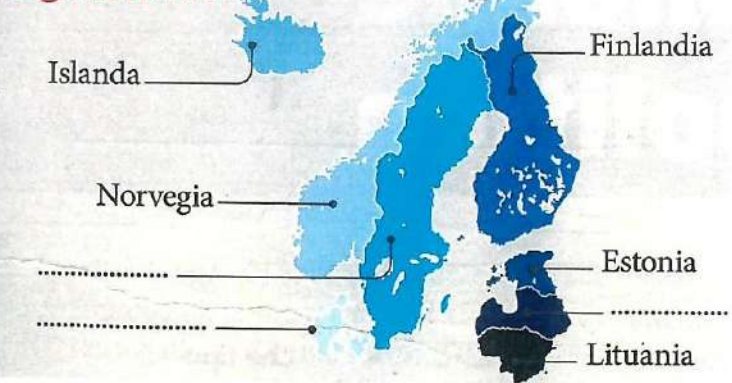 Finlandia
Islanda
Norvegia
Estonia
....................
....................
....................
Lituania